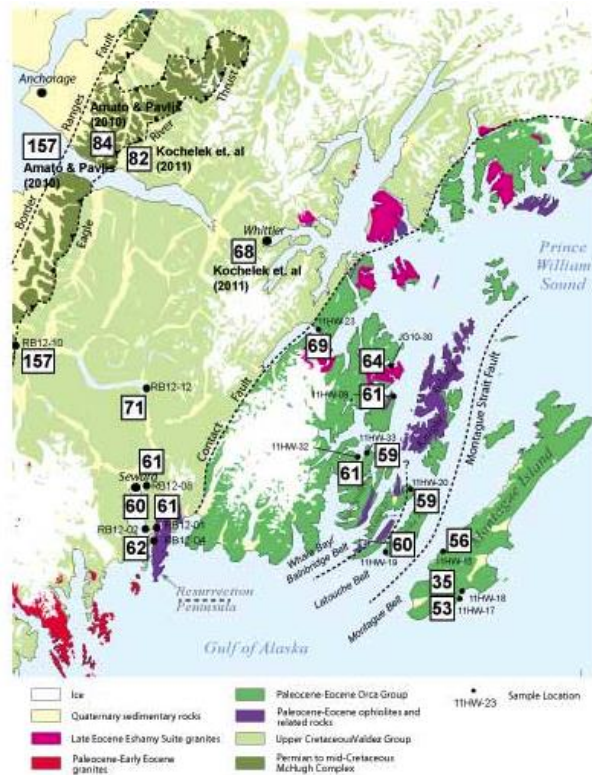 Anchorage
Border
Ranges
Fault
Amato & Pavlis
(2010)
84
157
Amato & Pavlis
(2010)
82
Kochelek et. al
(2011)
Eagle
River
Thrust
Whittier
68
Kochelek et. al
(2011)
Prince
William
Sound
RB12-10
157
RB12-12
71
11HW-23
69
JG10-30
64
11HW-09
61
Contact
Fault
Montague Strait Fault
11HW-32
61
11HW-33
59
?
11HW-20
59
61
Seward
RB12-08
60
61
RB12-02
RB12-01
62
RB12-04
Resurrection
Peninsula
Whale Bay/
Bainbridge Belt
60
11HW-19
Latouche Belt
Montague Belt
Montague Island
56
11HW-15
35
11HW-18
53
11HW-17
Gulf of Alaska
Ice
Quaternary sedimentary rocks
Late Eocene Eshamy Suite granites
Paleocene-Early Eocene
granites
Paleocene-Eocene Orca Group
Paleocene-Eocene ophiolites and
related rocks
Upper CretaceousValdez Group
Permian to mid-Cretaceous
McHugh Complex
11HW-23
Sample Location